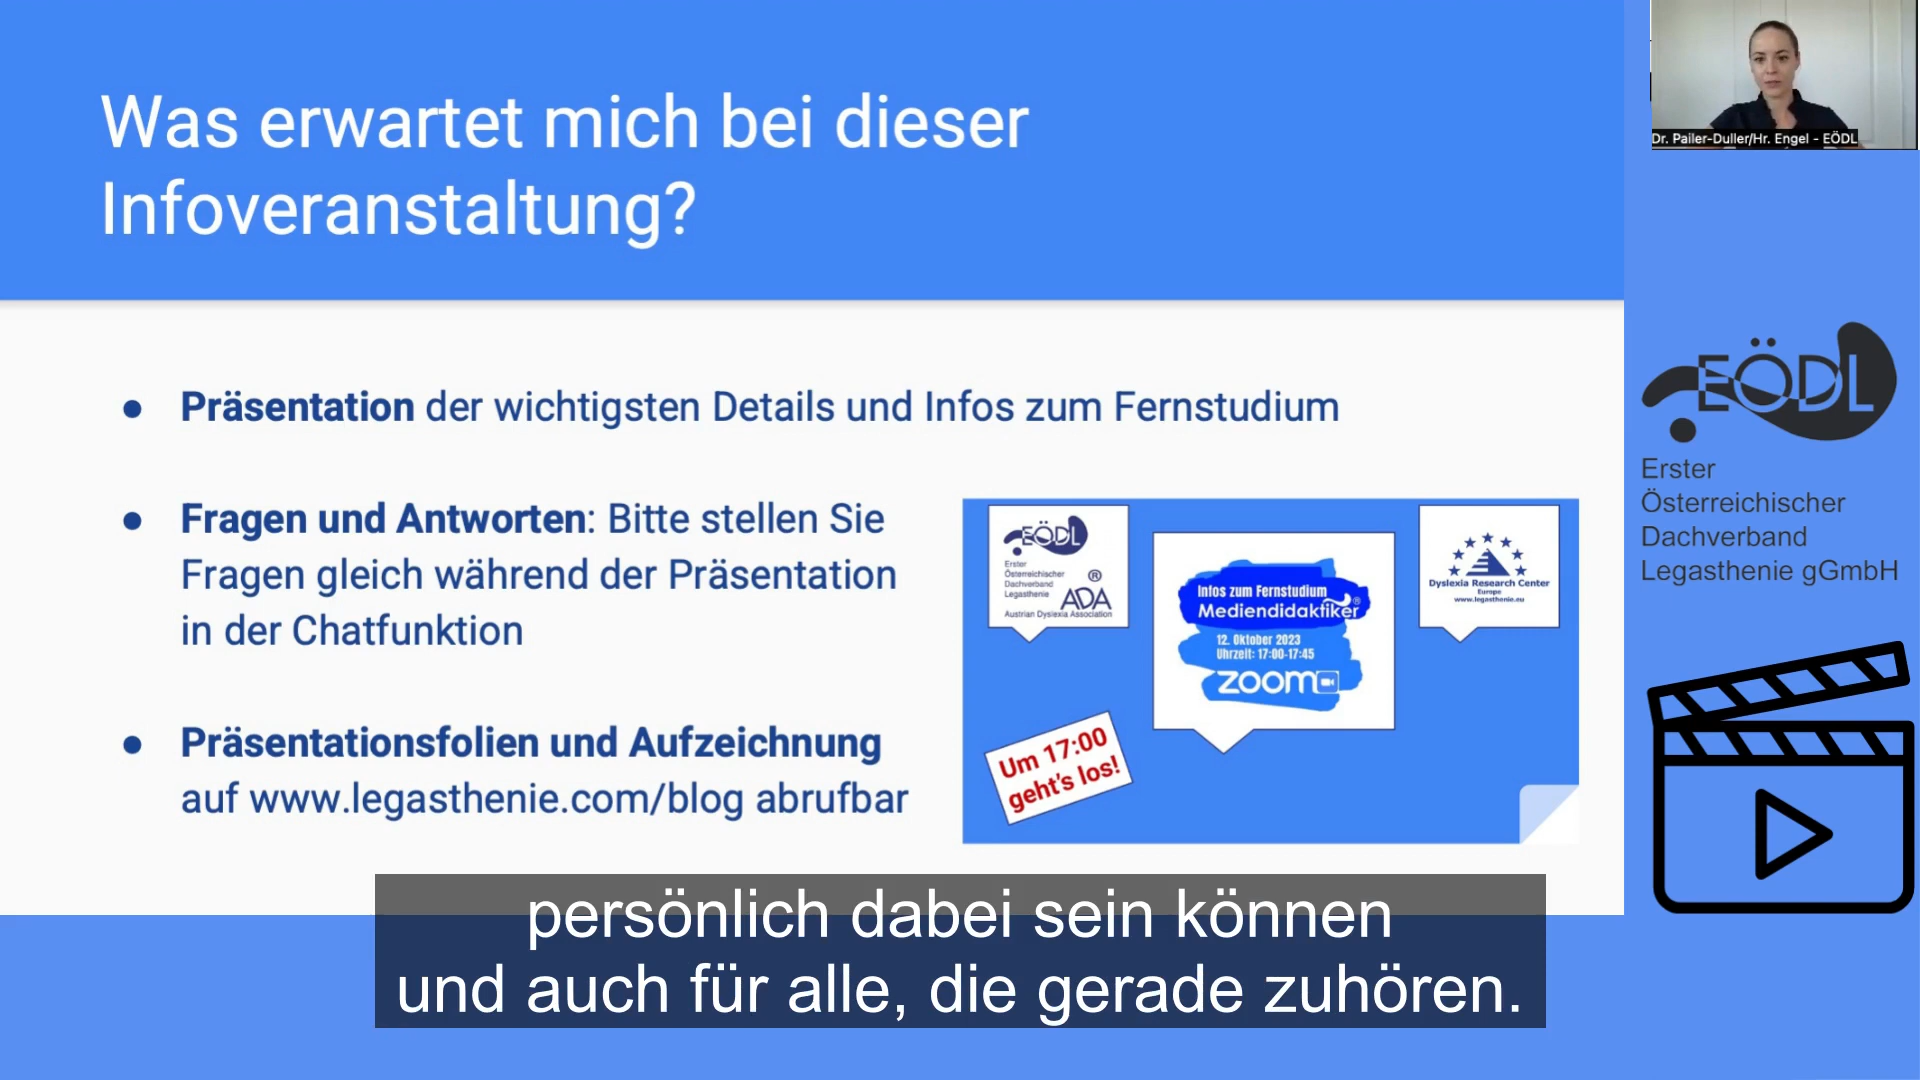 Was erwartet mich bei dieser
Infoveranstaltung?
● Präsentation der wichtigsten Details und Infos zum Fernstudium
● Fragen und Antworten: Bitte stellen Sie
Fragen gleich während der Präsentation
in der Chatfunktion
● Präsentationsfolien und Aufzeichnung
auf www.legasthenie.com/blog abrufbar
EÖDL
Erster
Österreichischer
Dachverband
Legasthenie
®
ADA
Austrian Dyslexia Association
Infos zum Fernstudium
Mediendidaktiker®
12. Oktober 2023
Uhrzeit: 17:00-17:45
zoom
Dyslexia Research Center
Europe
www.legasthenie.eu
Um 17:00
geht's los!
Dr. Pailer-Duller/Hr. Engel - EÖDL
EÖDL
Erster
Österreichischer
Dachverband
Legasthenie gGmbH
persönlich dabei sein können
und auch für alle, die gerade zuhören.